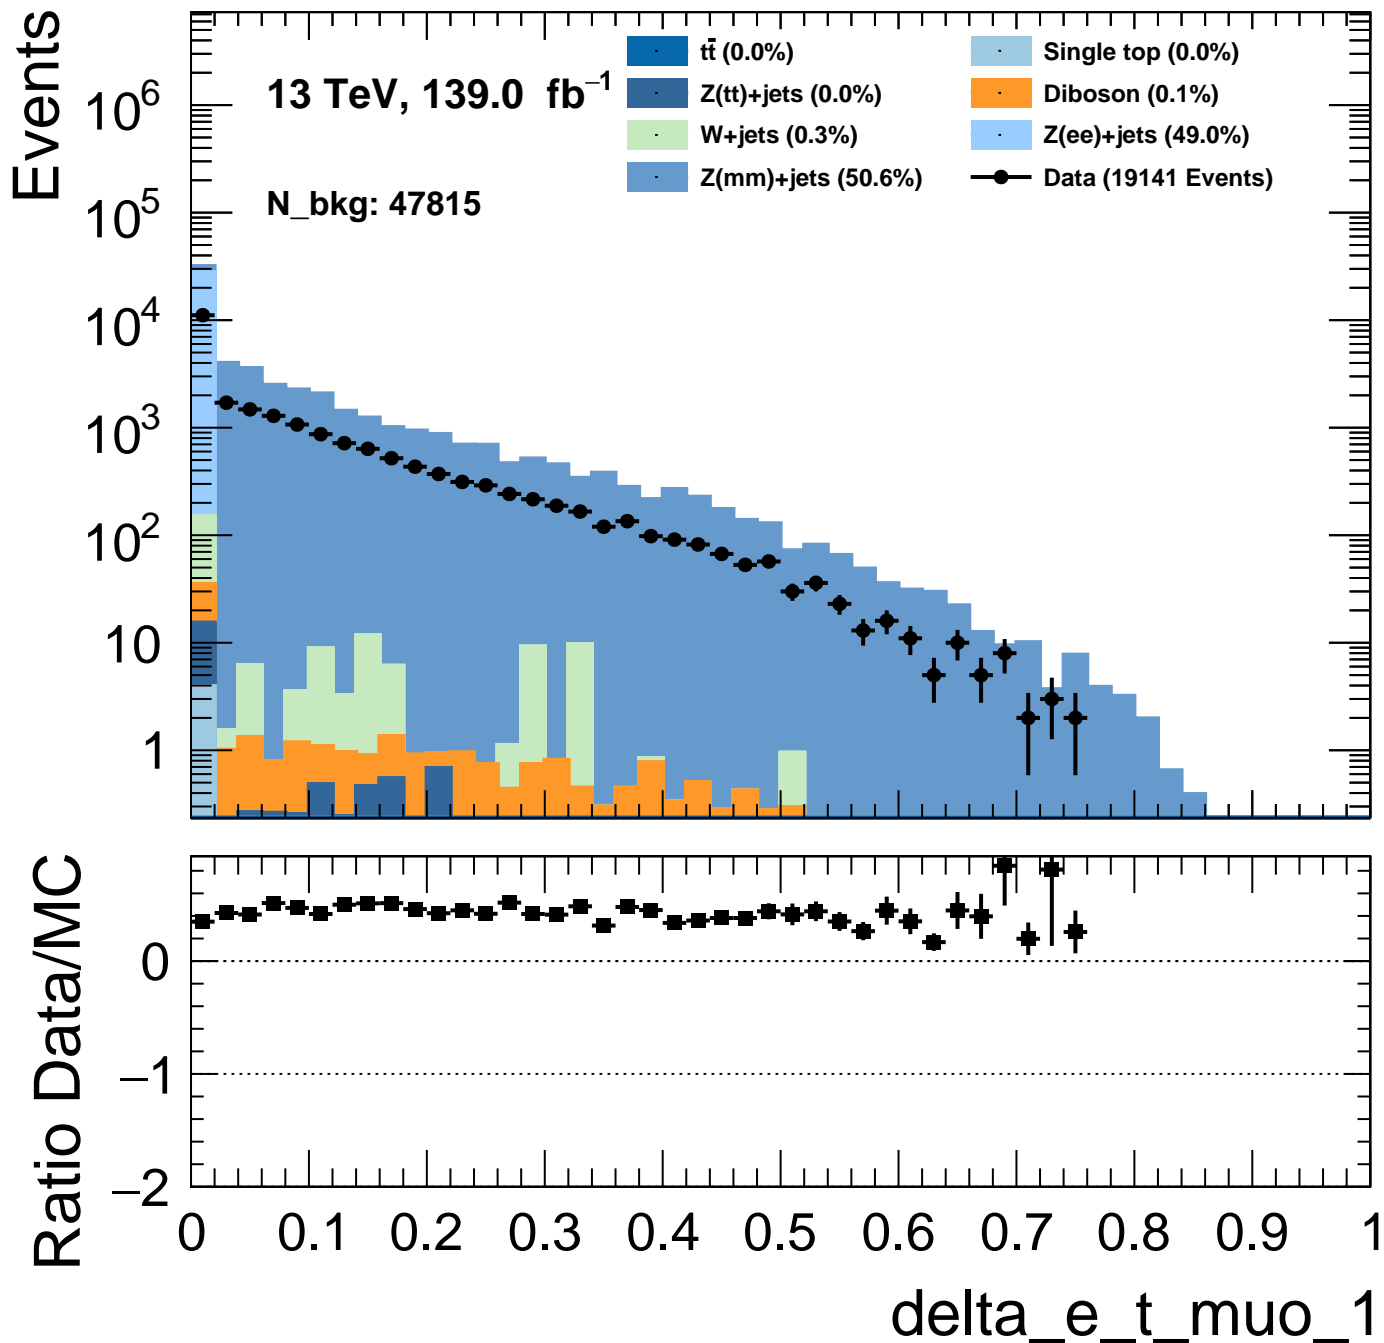 Events
10⁶
10⁵
10⁴
10³
10²
10
1
13 TeV, 139.0 fb⁻¹
N_bkg: 47815
tt̄ (0.0%)
Single top (0.0%)
Z(tt)+jets (0.0%)
Diboson (0.1%)
W+jets (0.3%)
Z(ee)+jets (49.0%)
Z(mm)+jets (50.6%)
Data (19141 Events)
Ratio Data/MC
0
−1
−2
0 0.1 0.2 0.3 0.4 0.5 0.6 0.7 0.8 0.9 1
delta_e_t_muo_1